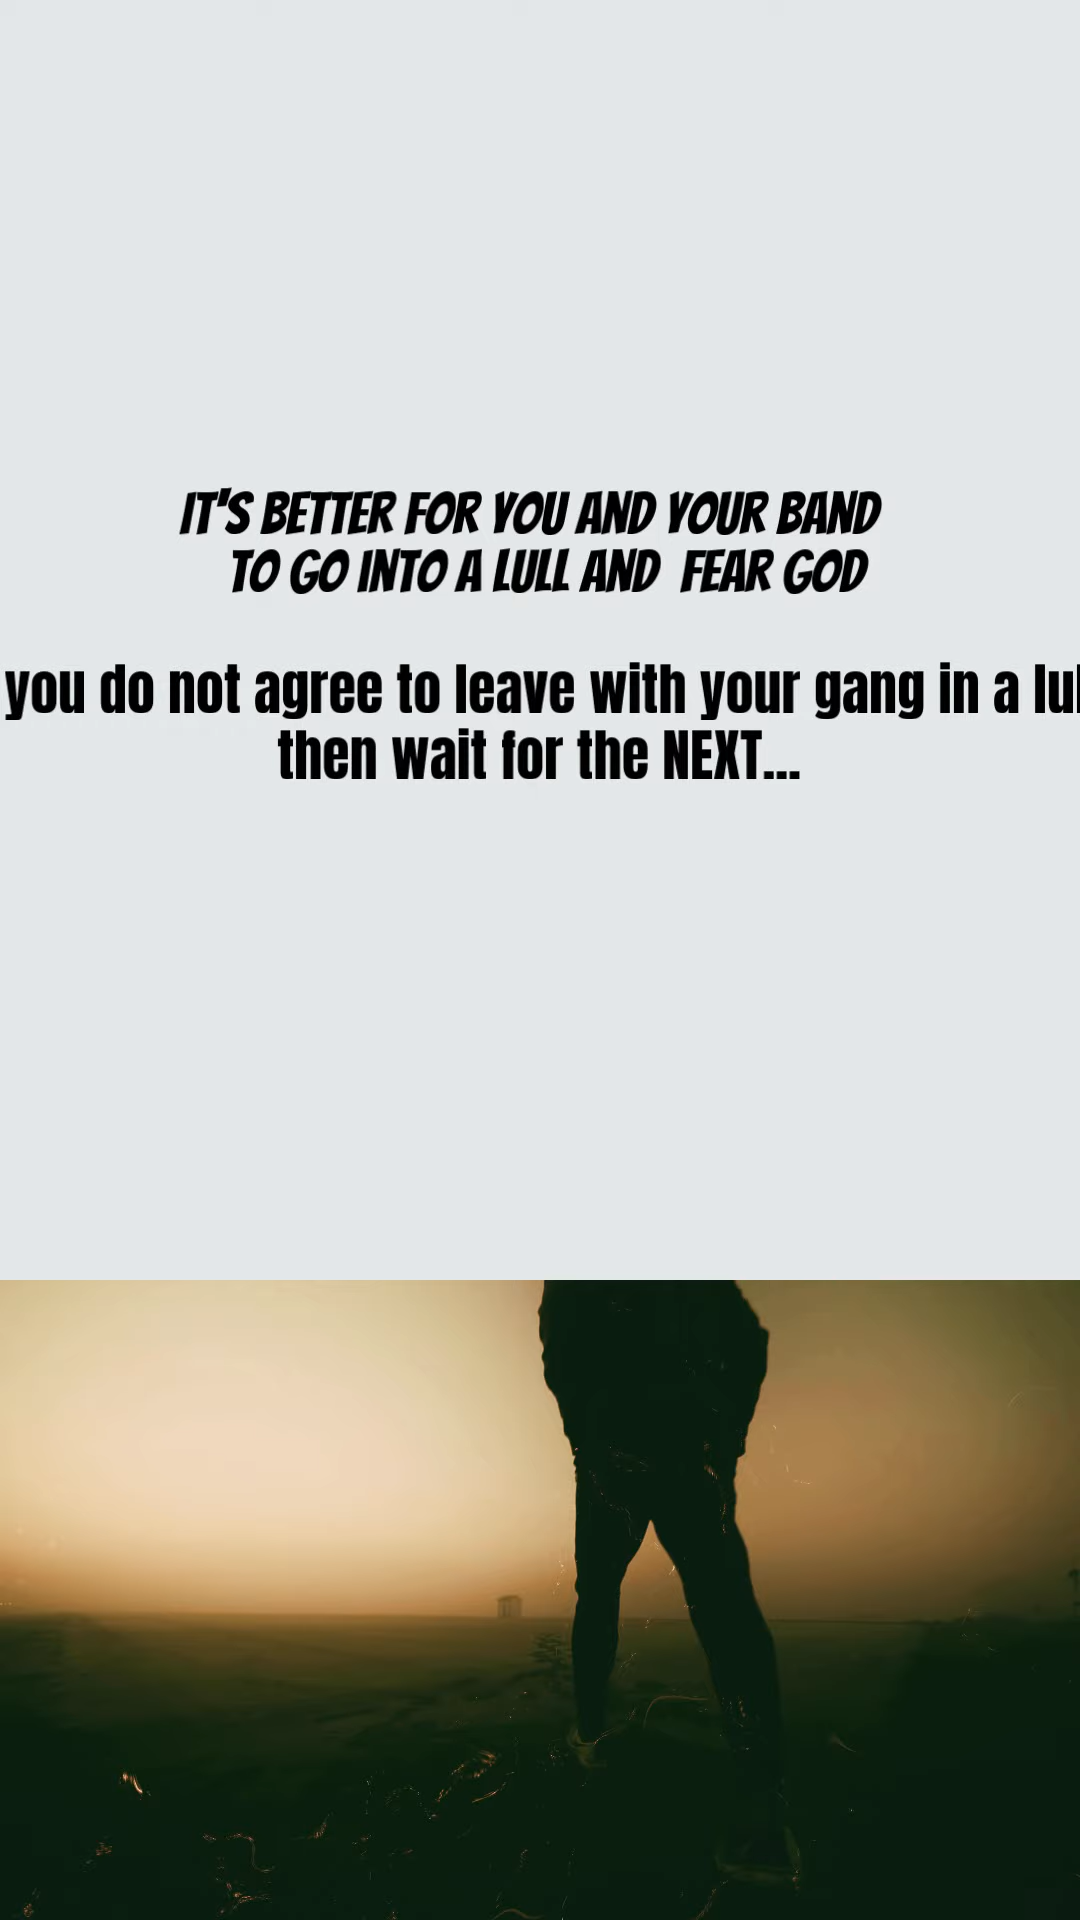 IT'S BETTER FOR YOU AND YOUR BAND
TO GO INTO A LULL AND FEAR GOD
you do not agree to leave with your gang in a
then wait for the NEXT...